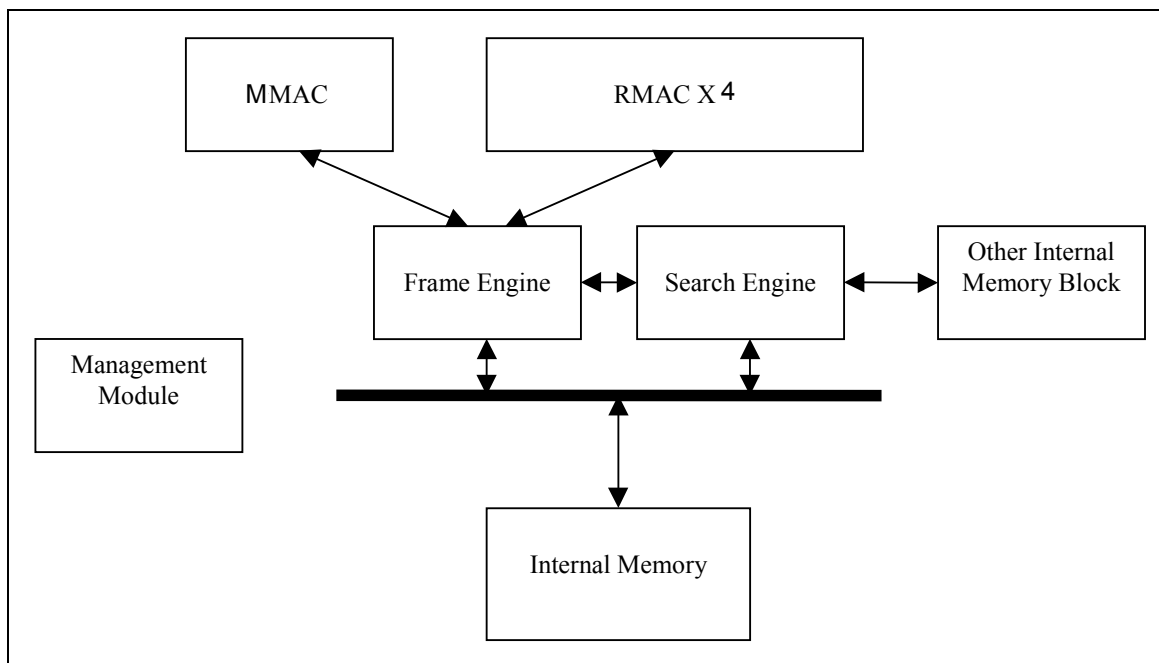 MMAC
RMAC X 4
Frame Engine
Search Engine
Other Internal
Memory Block
Management
Module
Internal Memory